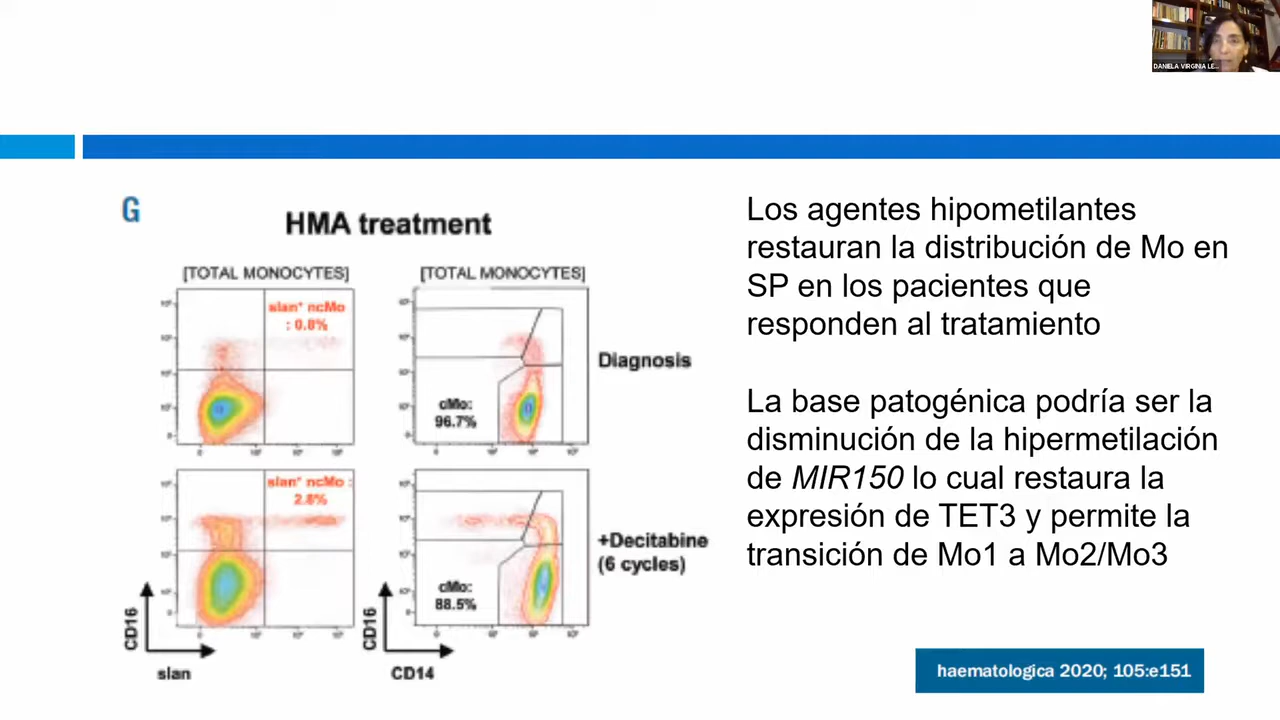 DANIELA VIRGINIA LE...
G
HMA treatment
[TOTAL MONOCYTES]
[TOTAL MONOCYTES]
slan⁺ ncMo
: 0.8%
cMo:
96.7%
Diagnosis
slan⁺ ncMo :
2.8%
cMo:
88.5%
+Decitabine
(6 cycles)
CD16
slan
CD16
CD14
Los agentes hipometilantes
restauran la distribución de Mo en
SP en los pacientes que
responden al tratamiento
La base patogénica podría ser la
disminución de la hipermetilación
de MIR150 lo cual restaura la
expresión de TET3 y permite la
transición de Mo1 a Mo2/Mo3
haematologica 2020; 105:e151